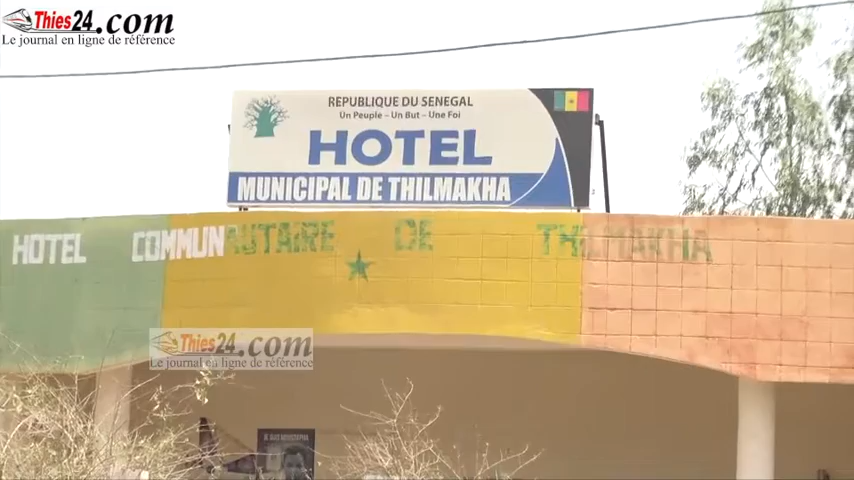 Thies24.com
Le journal en ligne de référence
REPUBLIQUE DU SENEGAL
Un Peuple - Un But - Une Foi
HOTEL
MUNICIPAL DE THILMAKHA
HOTEL COMMUNAUTAIRE DE THILMAKHA
Thies24.com
Le journal en ligne de référence